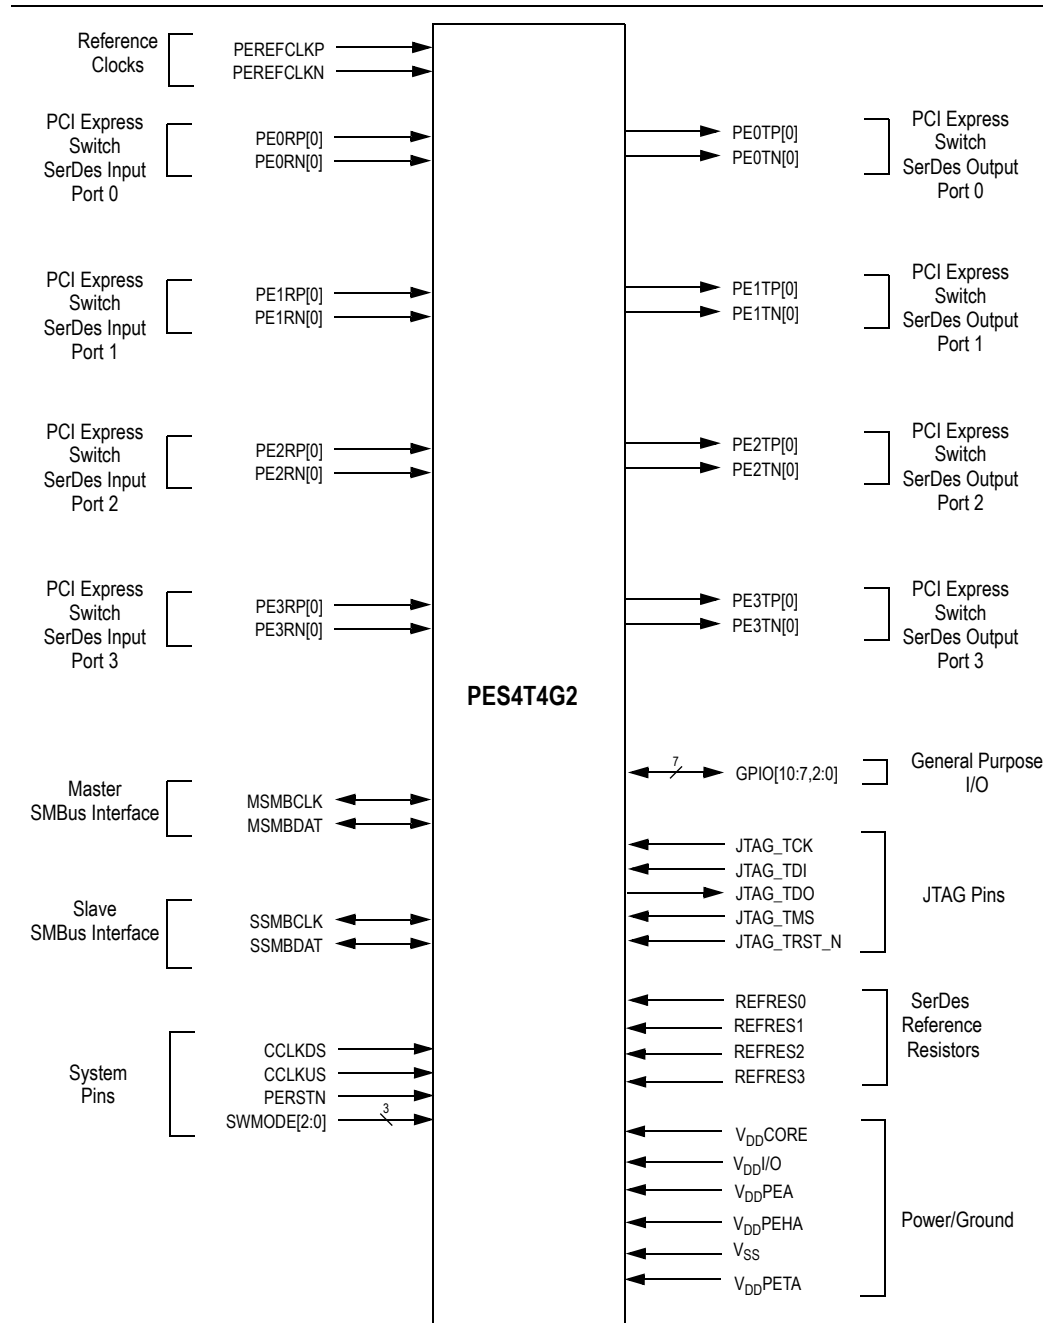 Reference
Clocks
PEREFCLKP
PEREFCLKN
PCI Express
Switch
SerDes Input
Port 0
PE0RP[0]
PE0RN[0]
PE0TP[0]
PE0TN[0]
PCI Express
Switch
SerDes Output
Port 0
PCI Express
Switch
SerDes Input
Port 1
PE1RP[0]
PE1RN[0]
PE1TP[0]
PE1TN[0]
PCI Express
Switch
SerDes Output
Port 1
PCI Express
Switch
SerDes Input
Port 2
PE2RP[0]
PE2RN[0]
PE2TP[0]
PE2TN[0]
PCI Express
Switch
SerDes Output
Port 2
PCI Express
Switch
SerDes Input
Port 3
PE3RP[0]
PE3RN[0]
PE3TP[0]
PE3TN[0]
PCI Express
Switch
SerDes Output
Port 3
PES4T4G2
Master
SMBus Interface
MSMBCLK
MSMBDAT
7
GPIO[10:7,2:0]
General Purpose
I/O
JTAG_TCK
JTAG_TDI
JTAG_TDO
JTAG_TMS
JTAG_TRST_N
JTAG Pins
Slave
SMBus Interface
SSMBCLK
SSMBDAT
REFRES0
REFRES1
REFRES2
REFRES3
SerDes
Reference
Resistors
System
Pins
CCLKDS
CCLKUS
PERSTN
SWMODE[2:0]
3
VDDCORE
VDDI/O
VDDPEA
VDDPEHA
VSS
VDDPETA
Power/Ground